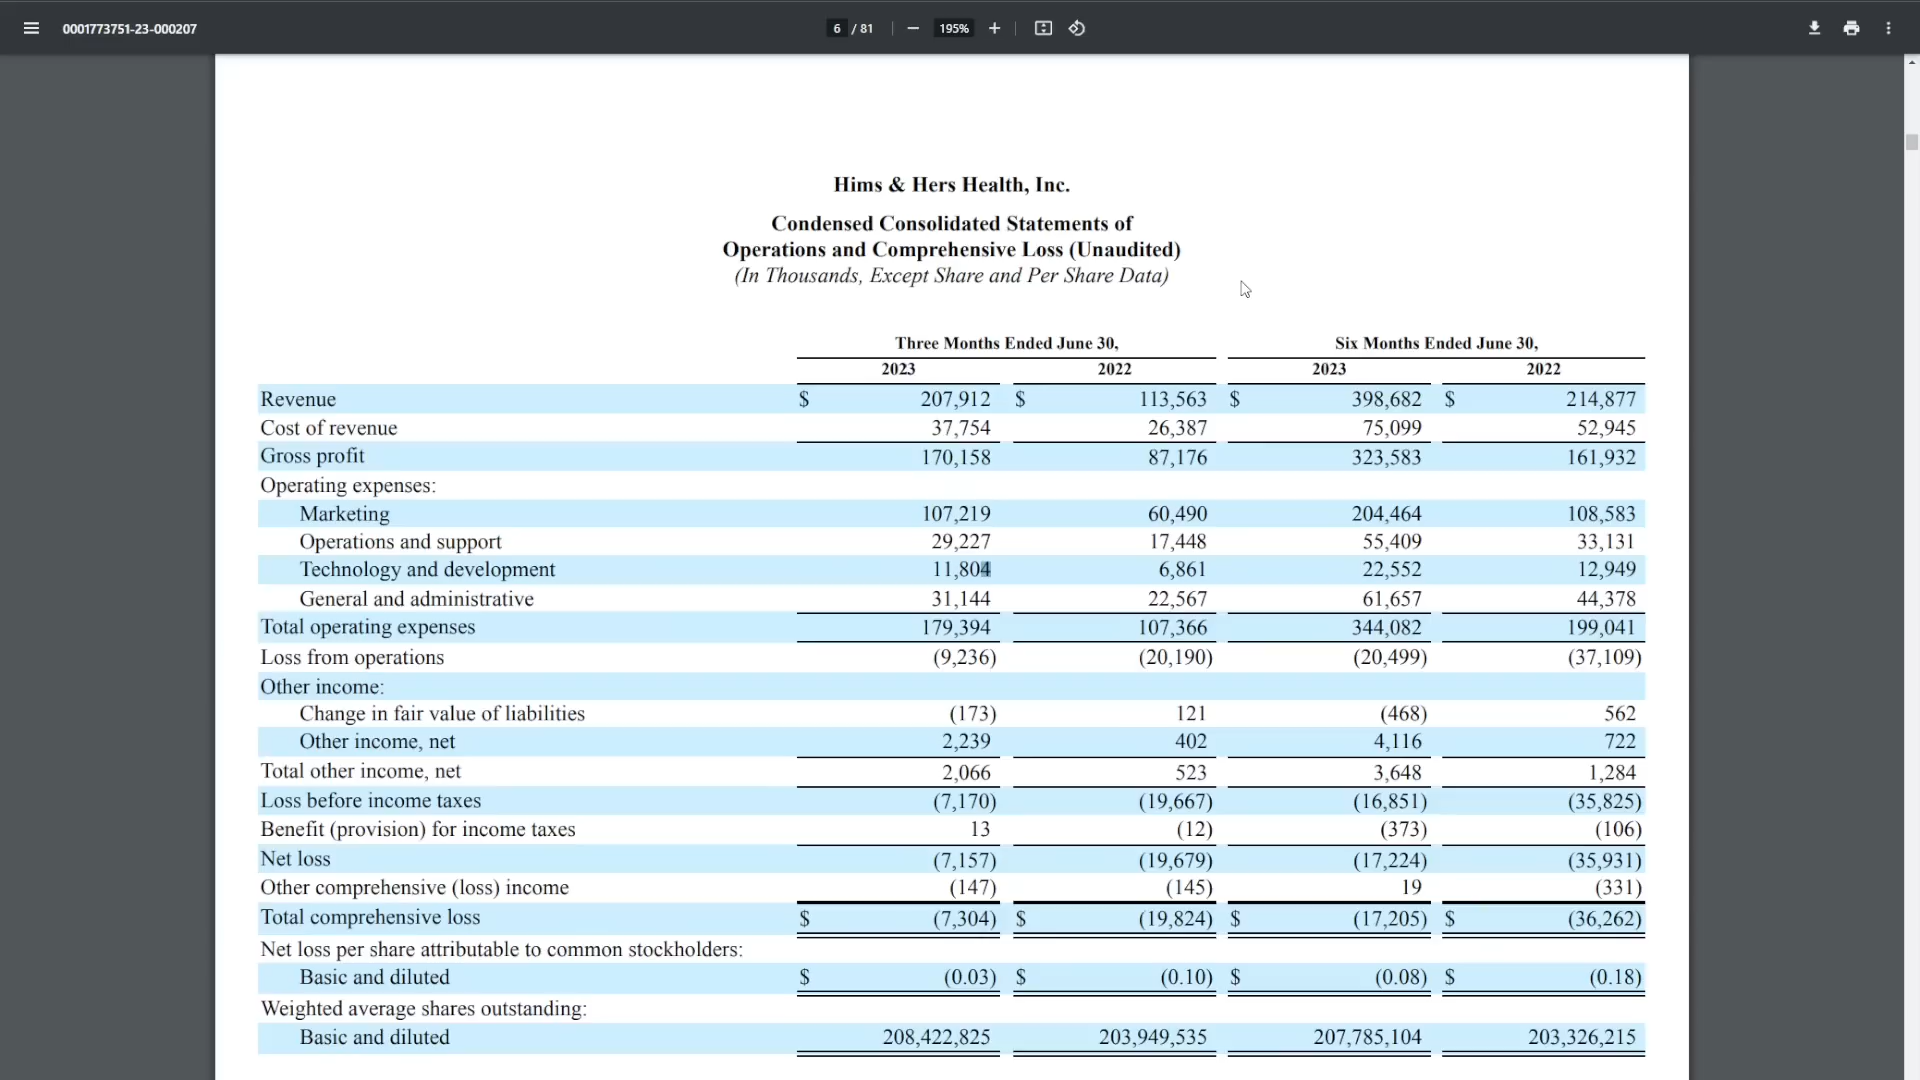 0001773751-23-000207
6 / 81
195%
Hims & Hers Health, Inc.
Condensed Consolidated Statements of
Operations and Comprehensive Loss (Unaudited)
(In Thousands, Except Share and Per Share Data)
Three Months Ended June 30, Six Months Ended June 30,
2023 2022 2023 2022
Revenue $ 207,912 $ 113,563 $ 398,682 $ 214,877
Cost of revenue 37,754 26,387 75,099 52,945
Gross profit 170,158 87,176 323,583 161,932
Operating expenses:
Marketing 107,219 60,490 204,464 108,583
Operations and support 29,227 17,448 55,409 33,131
Technology and development 11,804 6,861 22,552 12,949
General and administrative 31,144 22,567 61,657 44,378
Total operating expenses 179,394 107,366 344,082 199,041
Loss from operations (9,236) (20,190) (20,499) (37,109)
Other income:
Change in fair value of liabilities (173) 121 (468) 562
Other income, net 2,239 402 4,116 722
Total other income, net 2,066 523 3,648 1,284
Loss before income taxes (7,170) (19,667) (16,851) (35,825)
Benefit (provision) for income taxes 13 (12) (373) (106)
Net loss (7,157) (19,679) (17,224) (35,931)
Other comprehensive (loss) income (147) (145) 19 (331)
Total comprehensive loss $ (7,304) $ (19,824) $ (17,205) $ (36,262)
Net loss per share attributable to common stockholders:
Basic and diluted $ (0.03) $ (0.10) $ (0.08) $ (0.18)
Weighted average shares outstanding:
Basic and diluted 208,422,825 203,949,535 207,785,104 203,326,215